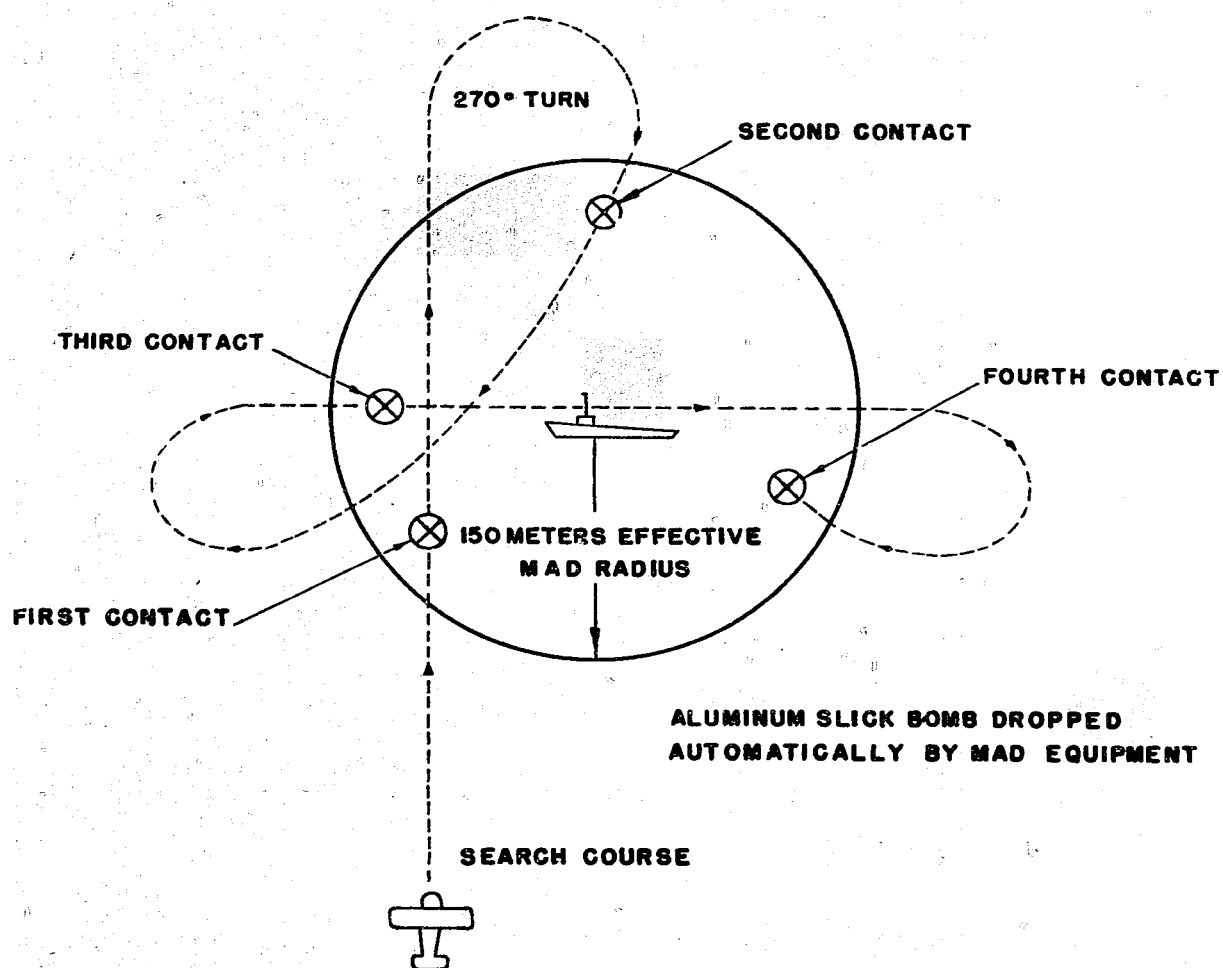 270° TURN
SECOND CONTACT
THIRD CONTACT
FOURTH CONTACT
150 METERS EFFECTIVE
MAD RADIUS
FIRST CONTACT
ALUMINUM SLICK BOMB DROPPED
AUTOMATICALLY BY MAD EQUIPMENT
SEARCH COURSE